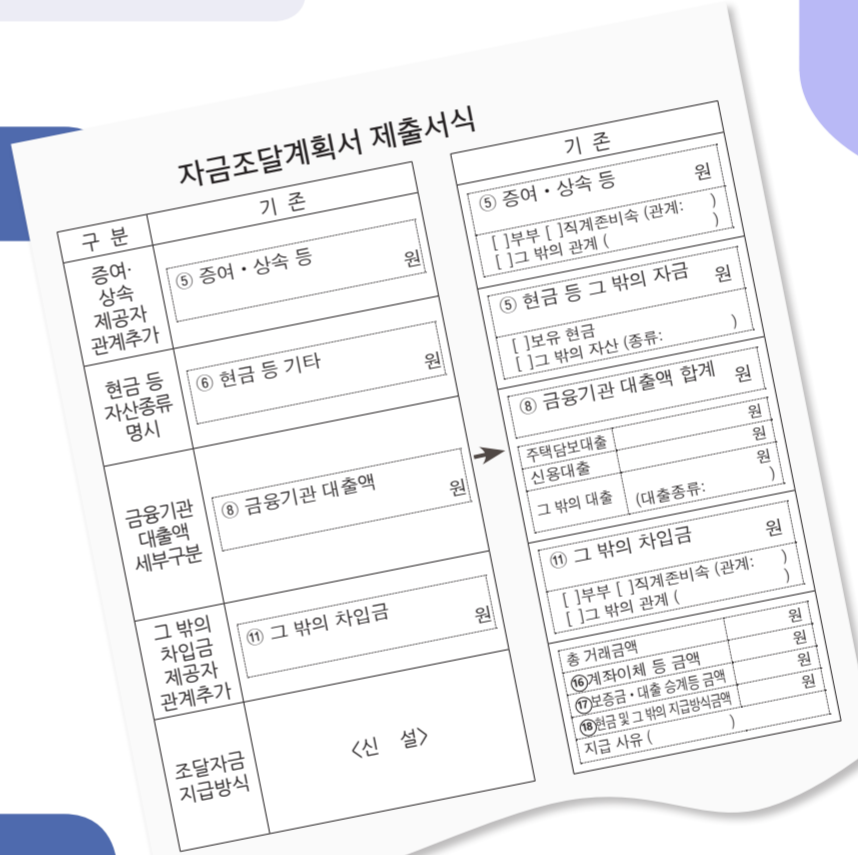 자금조달계획서 제출서식
구 분
기 존
증여·
상속
제공자
관계추가
⑤ 증여 • 상속 등 원
현금 등
자산종류
명시
⑥ 현금 등 기타 원
금융기관
대출액
세부구분
⑧ 금융기관 대출액 원
그 밖의
차입금
제공자
관계추가
⑪ 그 밖의 차입금 원
조달자금
지급방식
<신 설>
기 존
⑤ 증여 • 상속 등 원
[ ]부부 [ ]직계존비속 (관계: )
[ ]그 밖의 관계 ( )
⑤ 현금 등 그 밖의 자금 원
[ ]보유 현금
[ ]그 밖의 자산 (종류: )
⑧ 금융기관 대출액 합계 원
주택담보대출 원
신용대출 원
그 밖의 대출 원
(대출종류: )
⑪ 그 밖의 차입금 원
[ ]부부 [ ]직계존비속 (관계: )
[ ]그 밖의 관계 ( )
총 거래금액 원
⑯계좌이체 등 금액 원
⑰보증금・대출 승계등 금액 원
⑱현금 및 그 밖의 지급방식금액 원
지급 사유 ( )